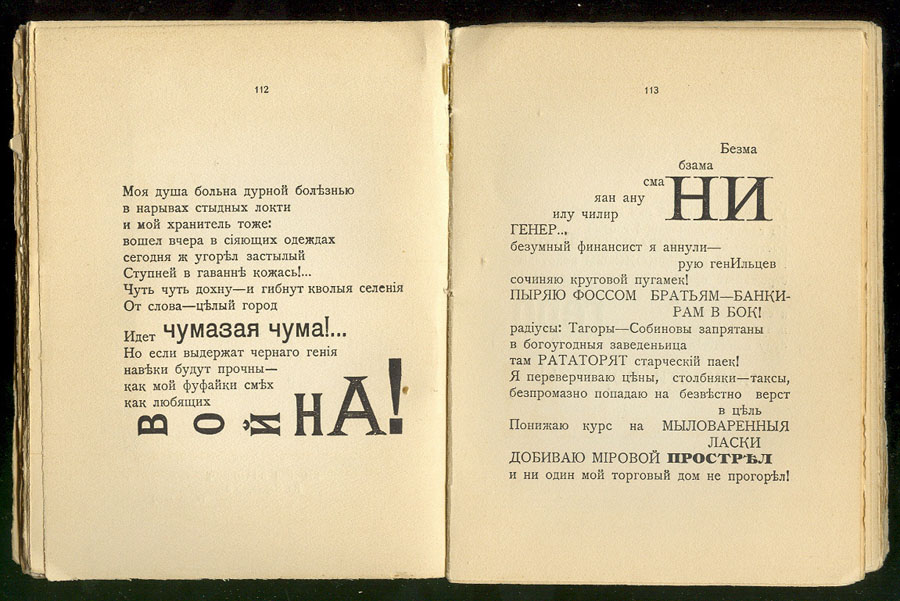 112
Моя душа больна дурной болѣзнью
в нарывах стыдных локти
и мой хранитель тоже:
вошел вчера в сіяющих одеждах
сегодня ж угорѣл застылый
Ступней в гаваннѣ кожась!...
Чуть чуть дохну—и гибнут кволыя селенія
От слова—цѣлый город
Идет чумазая чума!...
Но если выдержат чернаго генія
навѣки будут прочны—
как мой фуфайки смѣх
как любящих
ВОЙНА!
113
Безма
бзама
сма НИ
яан ану
илу чилир
ГЕНЕР...
безумный финансист я аннули—
рую генИльцев
сочиняю круговой пугамек!
ПЫРЯЮ ФОССОМ БРАТЬЯМ—БАНКИ-
РАМ В БОК!
радіусы: Тагоры—Собиновы запрятаны
в богоугодныя заведеньица
там РАТАТОРЯТ старческій паек!
Я переверчиваю цѣны, столбняки—таксы,
безпромазно попадаю на безвѣстно верст
в цѣль
Понижаю курс на МЫЛОВАРЕННЫЯ
ЛАСКИ
ДОБИВАЮ МІРОВОЙ ПРОСТРѢЛ
и ни один мой торговый дом не прогорѣл!